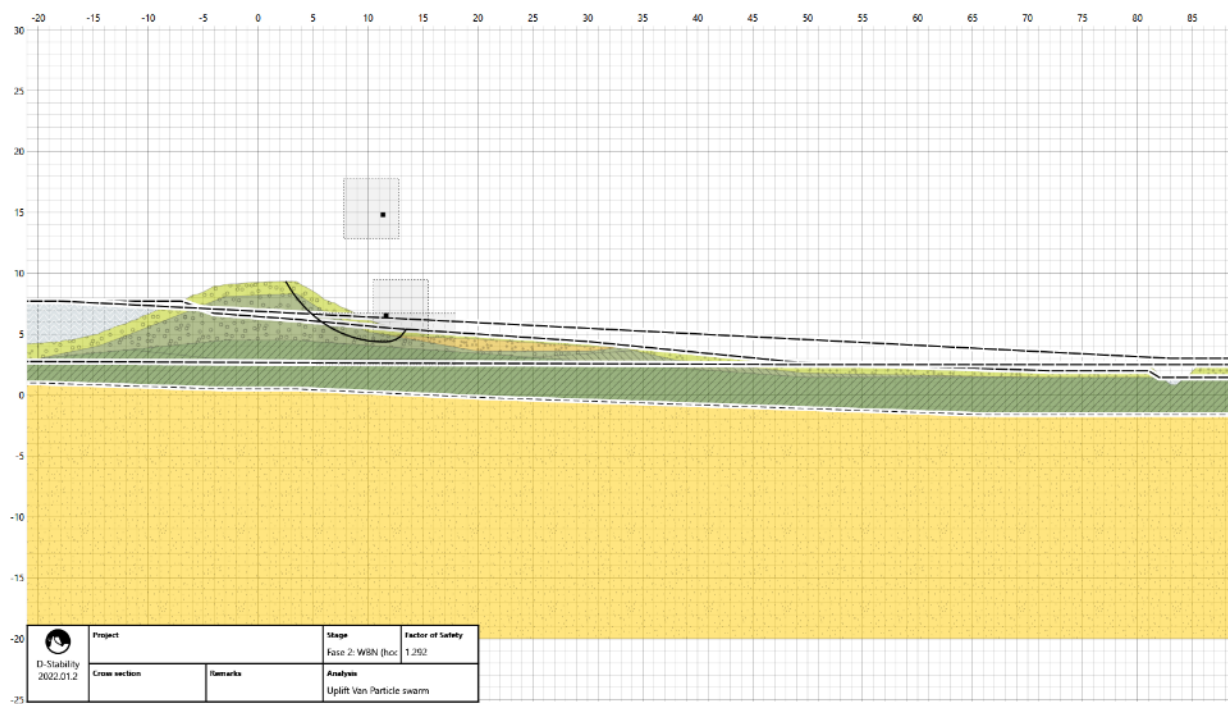 -20 -15 -10 -5 0 5 10 15 20 25 30 35 40 45 50 55 60 65 70 75 80 85
30
25
20
15
10
5
0
-5
-10
-15
-20
-25
D-Stability
2022.01.2
Project
Stage
Fase 2: WBN (hoc
Factor of Safety
1.292
Cross section
Remarks
Analysis
Uplift Van Particle swarm